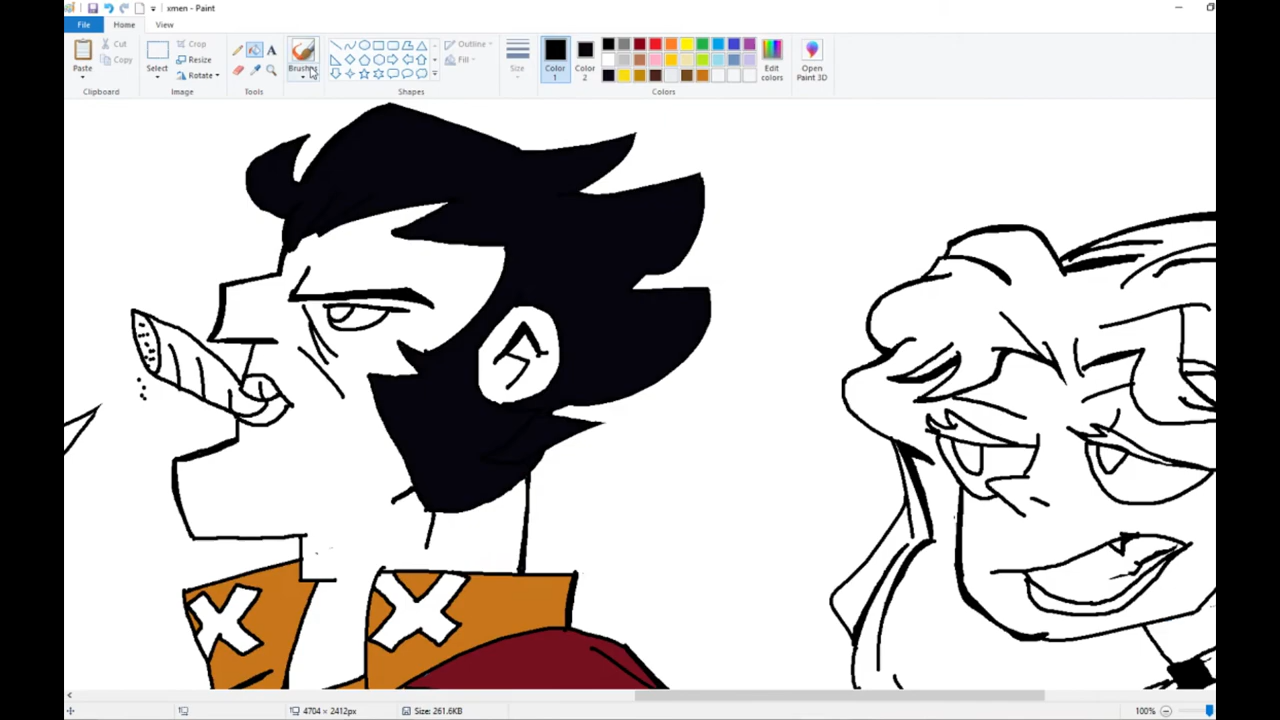 xmen - Paint
File Home View
Paste Cut Copy Clipboard
Select Crop Resize Rotate Image
A Tools
Brushes
Outline Fill Shapes
Size
Color 1 Color 2 Colors
Edit colors
Open Paint 3D
X X
4704 × 2412px Size: 261.6KB 100%